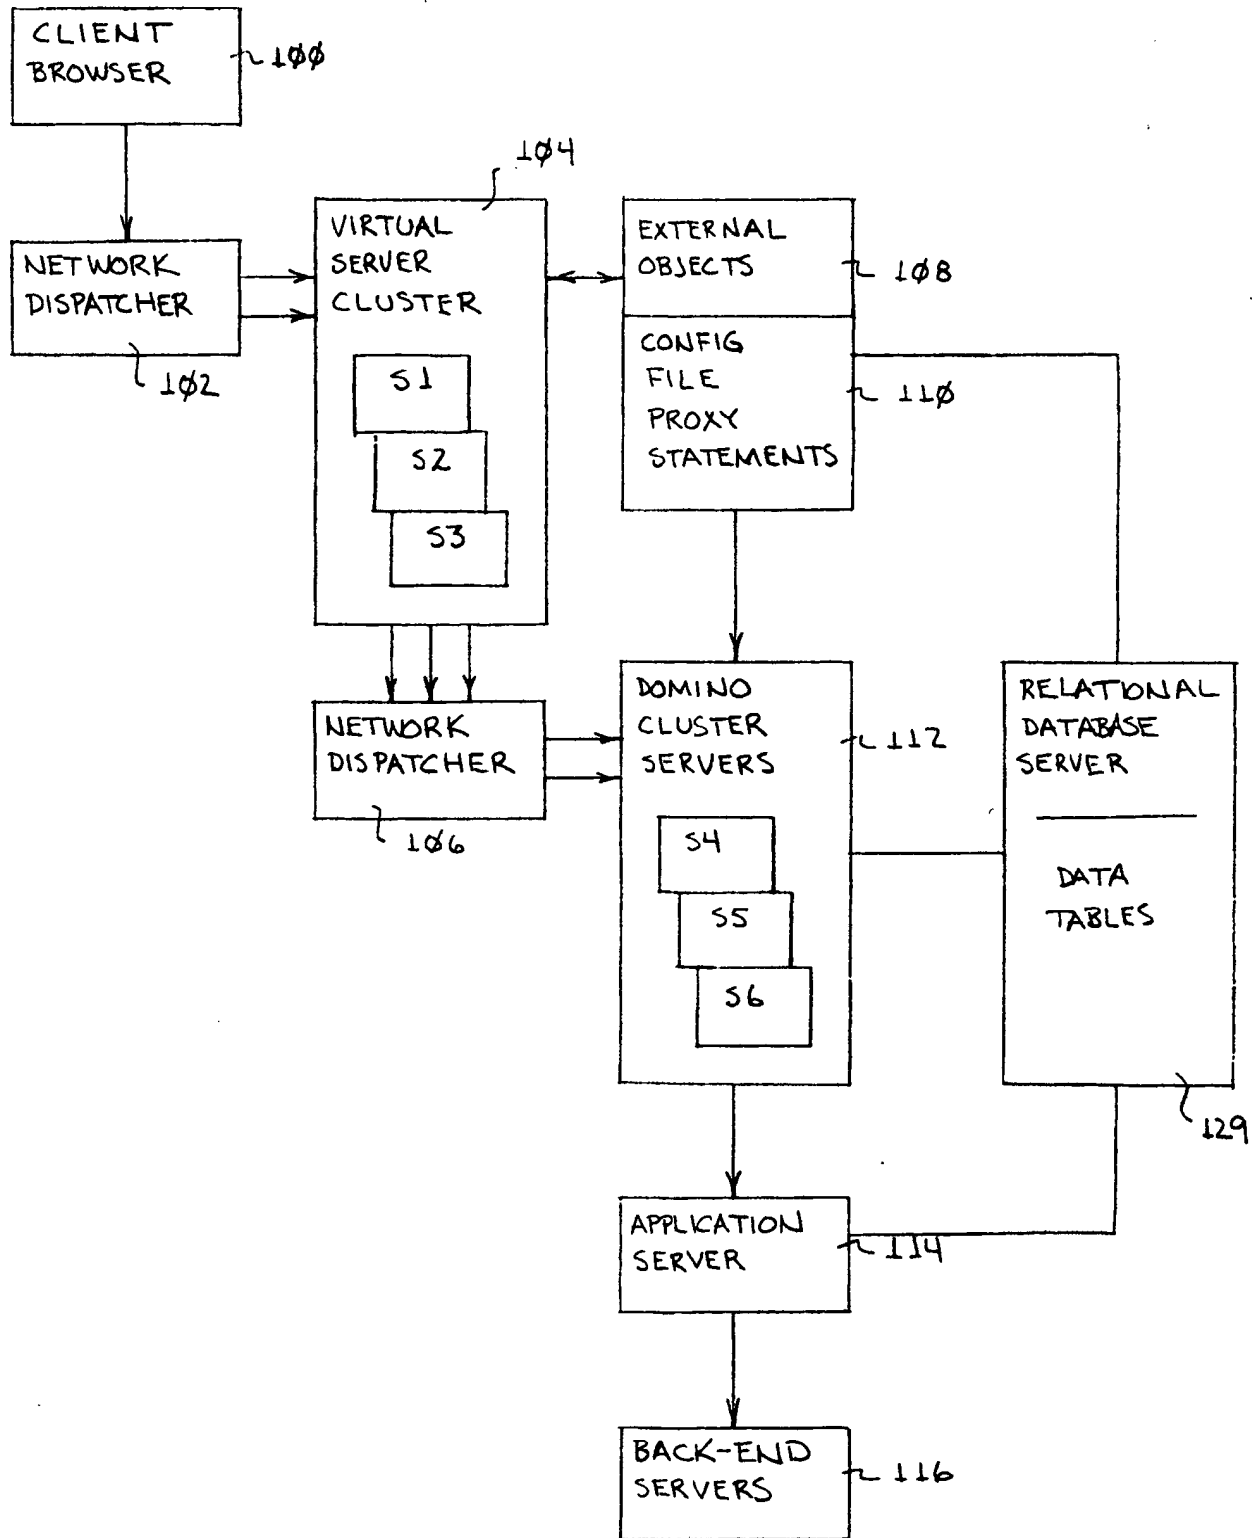 CLIENT
BROWSER
100
104
NETWORK
DISPATCHER
102
VIRTUAL
SERVER
CLUSTER
S1
S2
S3
EXTERNAL
OBJECTS
108
CONFIG
FILE
PROXY
STATEMENTS
110
NETWORK
DISPATCHER
106
DOMINO
CLUSTER
SERVERS
112
S4
S5
S6
RELATIONAL
DATABASE
SERVER
DATA
TABLES
129
APPLICATION
SERVER
114
BACK-END
SERVERS
116